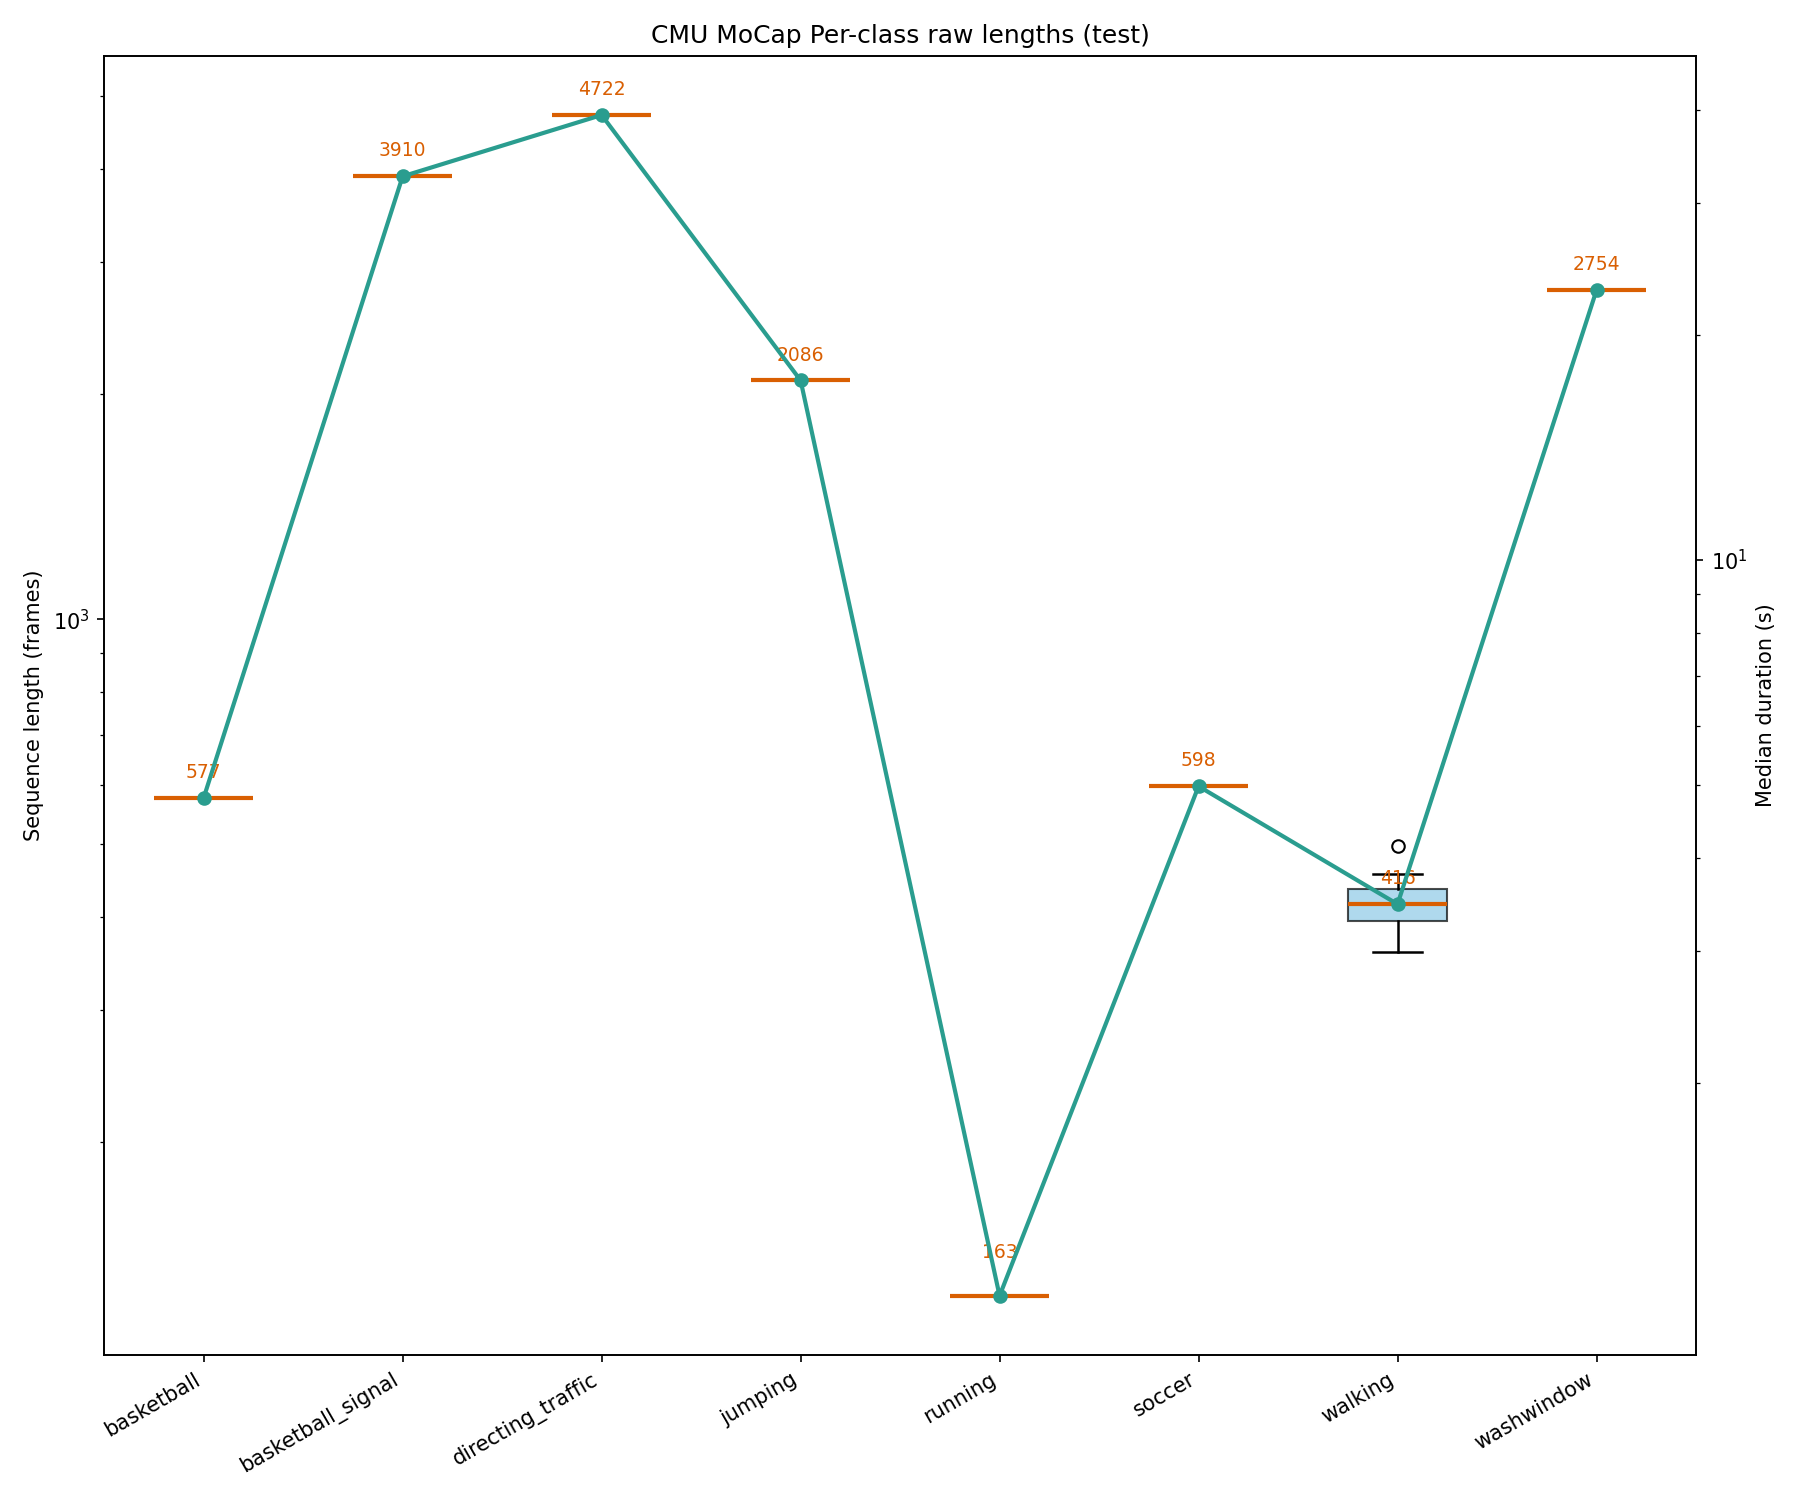 CMU MoCap Per-class raw lengths (test)
4722
3910
2754
2086
577
598
416
163
10³
10¹
Sequence length (frames)
Median duration (s)
basketball
basketball_signal
directing_traffic
jumping
running
soccer
walking
washwindow